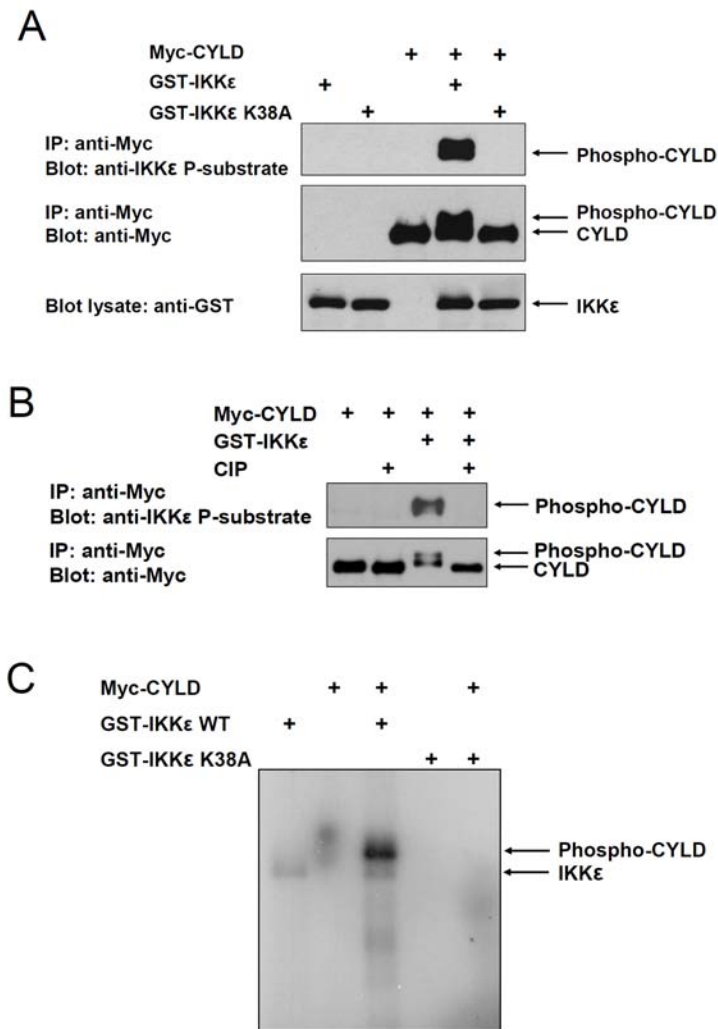 A
Myc-CYLD + + +
GST-IKKε + +
GST-IKKε K38A + +
IP: anti-Myc
Blot: anti-IKKε P-substrate
Phospho-CYLD
IP: anti-Myc
Blot: anti-Myc
Phospho-CYLD
CYLD
Blot lysate: anti-GST
IKKε
B
Myc-CYLD + + + +
GST-IKKε + +
CIP + +
IP: anti-Myc
Blot: anti-IKKε P-substrate
Phospho-CYLD
IP: anti-Myc
Blot: anti-Myc
Phospho-CYLD
CYLD
C
Myc-CYLD + + +
GST-IKKε WT + +
GST-IKKε K38A + +
Phospho-CYLD
IKKε